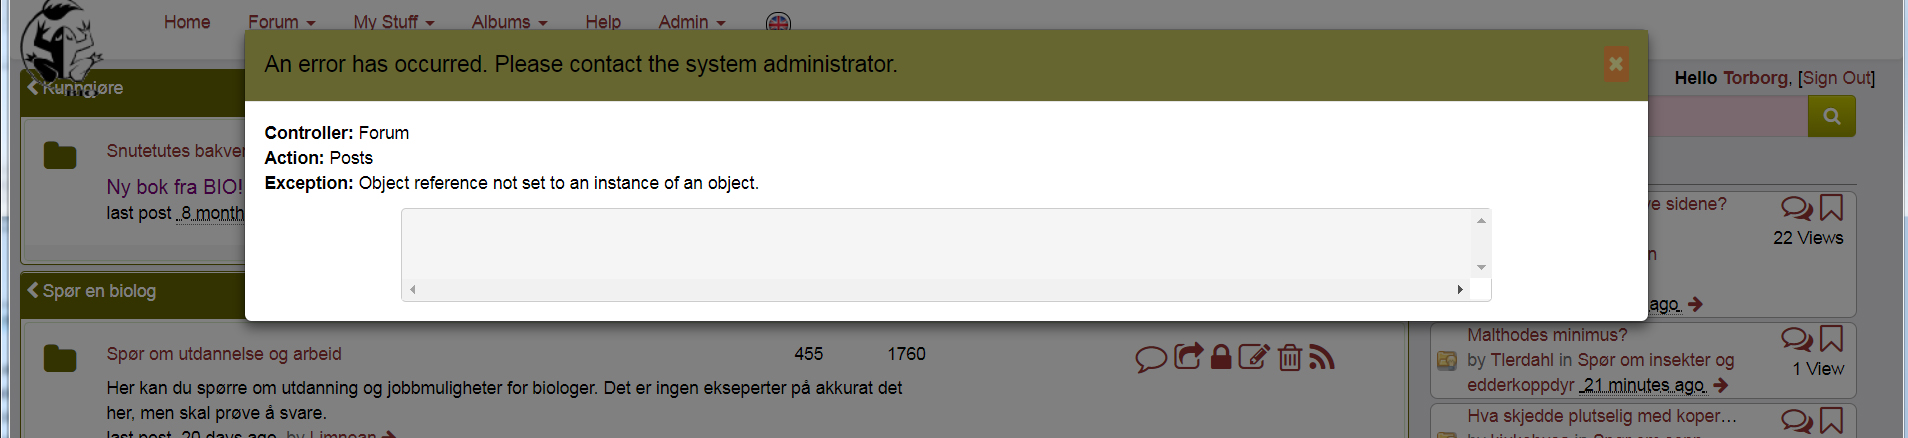 Home Forum My Stuff Albums Help Admin
An error has occurred. Please contact the system administrator.
Hello Torborg, [Sign Out]
Kunngjøre
Controller: Forum
Action: Posts
Exception: Object reference not set to an instance of an object.
Snutetutes
Ny bok fra BIO!
last post 8 month
sidene?
22 Views
ago
Spør en biolog
Spør om utdannelse og arbeid 455 1760
Her kan du spørre om utdanning og jobbmuligheter for biologer. Det er ingen ekseperter på akkurat det
her, men skal prøve å svare.
last post 20 days ago by Limnean
Malthodes minimus?
by Tlerdahl in Spør om insekter og
edderkoppdyr 21 minutes ago
1 View
Hva skjedde plutselig med koper…
by in Spør om